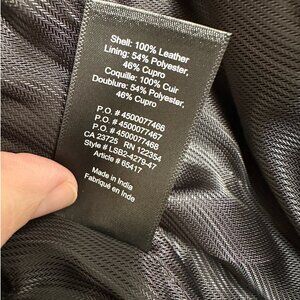 Shell: 100% Leather
Lining: 54% Polyester,
46% Cupro
Coquille: 100% Cuir
Doublure: 54% Polyester,
46% Cupro
P.O. # 4500077466
P.O. # 4500077467
P.O. # 4500077468
CA 23725 RN 122354
Style # LSB2-4279-47
Article # 65417
Made in India
Fabriqué en Inde